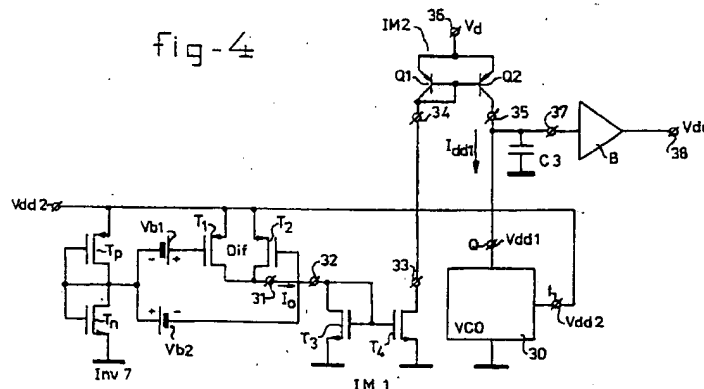 fig-4
36
Vd
IM2
Q1
Q2
34
35
37
Idd1
C3
B
38
Vdd2
Vb1
T1
T2
Dif
Tp
32
33
Q
Vdd1
31
Io
Tn
T3
T4
VCO
t
Vdd2
30
Vb2
Inv 7
IM 1